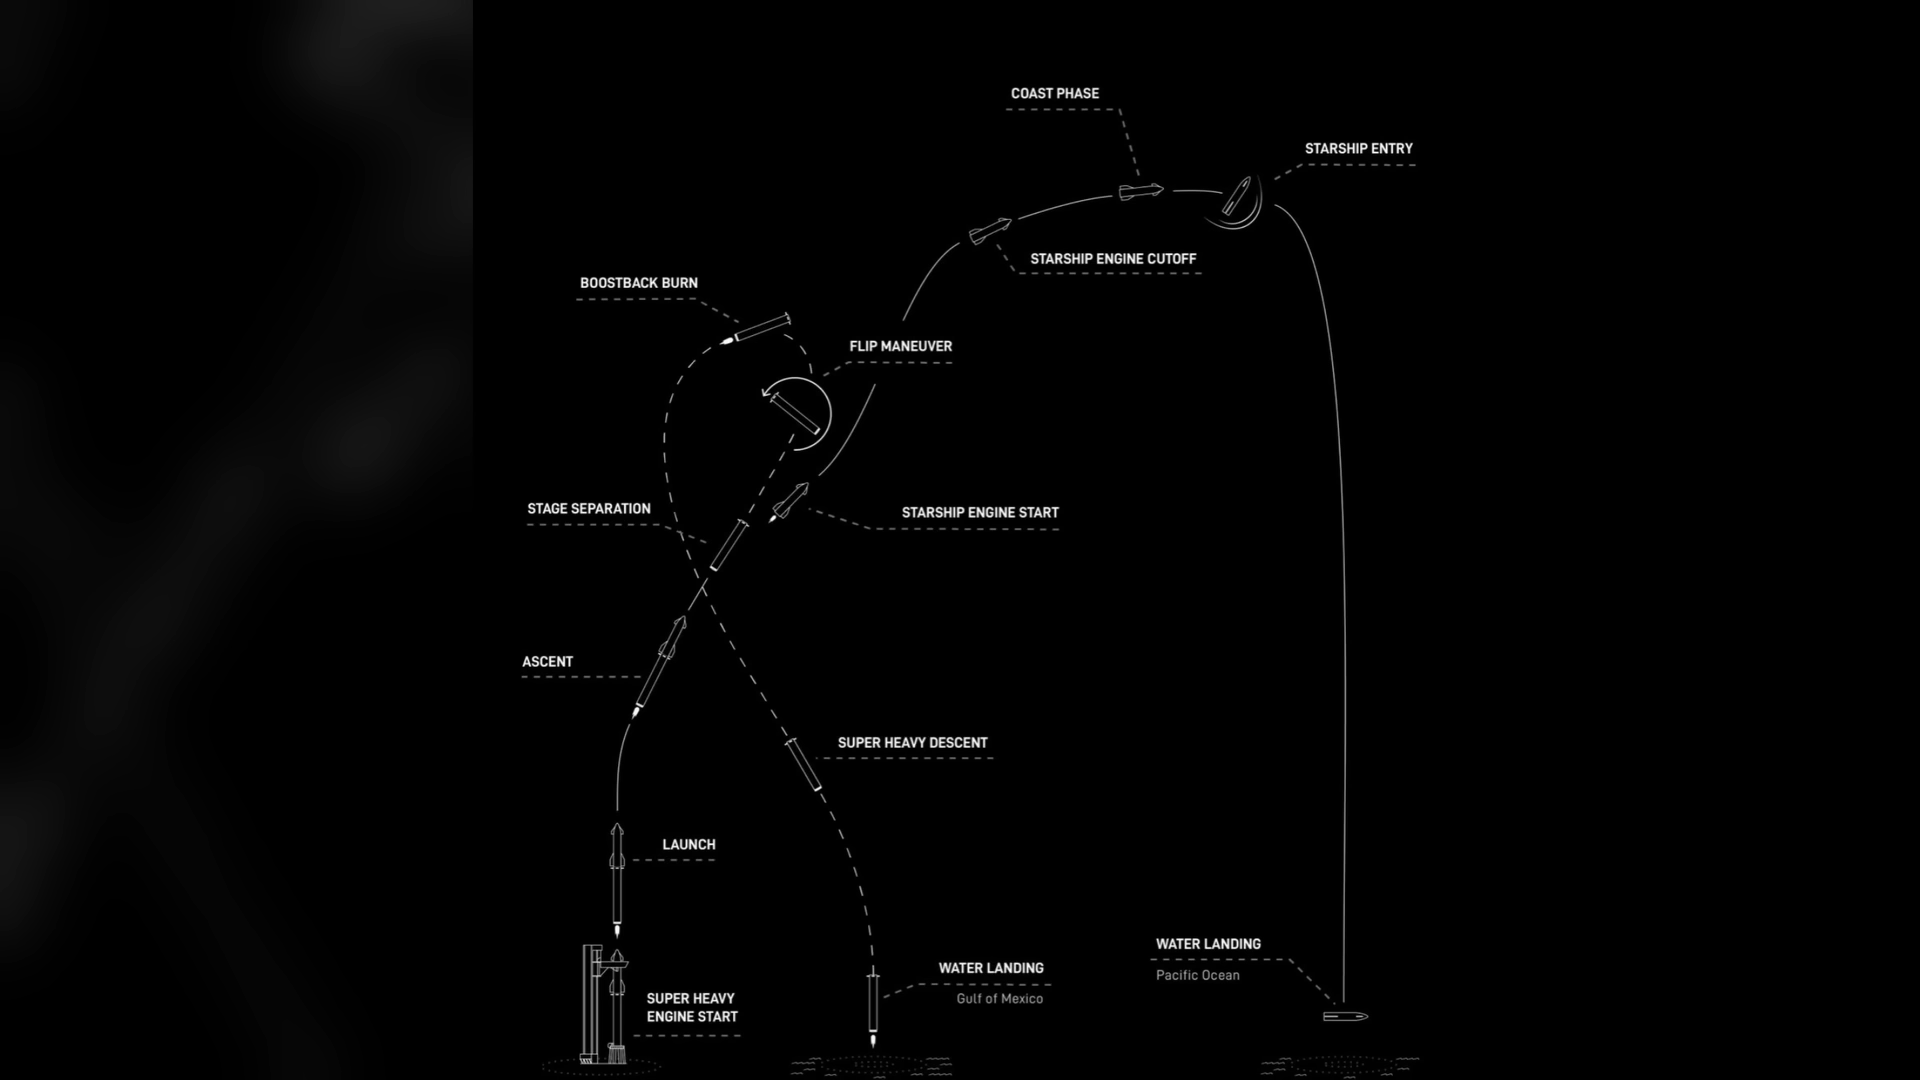 COAST PHASE
STARSHIP ENTRY
STARSHIP ENGINE CUTOFF
BOOSTBACK BURN
FLIP MANEUVER
STAGE SEPARATION
STARSHIP ENGINE START
ASCENT
SUPER HEAVY DESCENT
LAUNCH
WATER LANDING
Pacific Ocean
WATER LANDING
Gulf of Mexico
SUPER HEAVY
ENGINE START